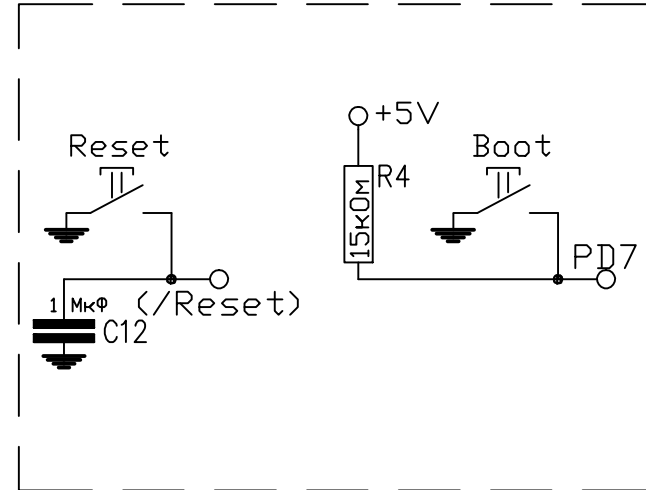 +5V
Reset
Boot
R4
15кОм
PD7
1 Мкф
(/Reset)
C12